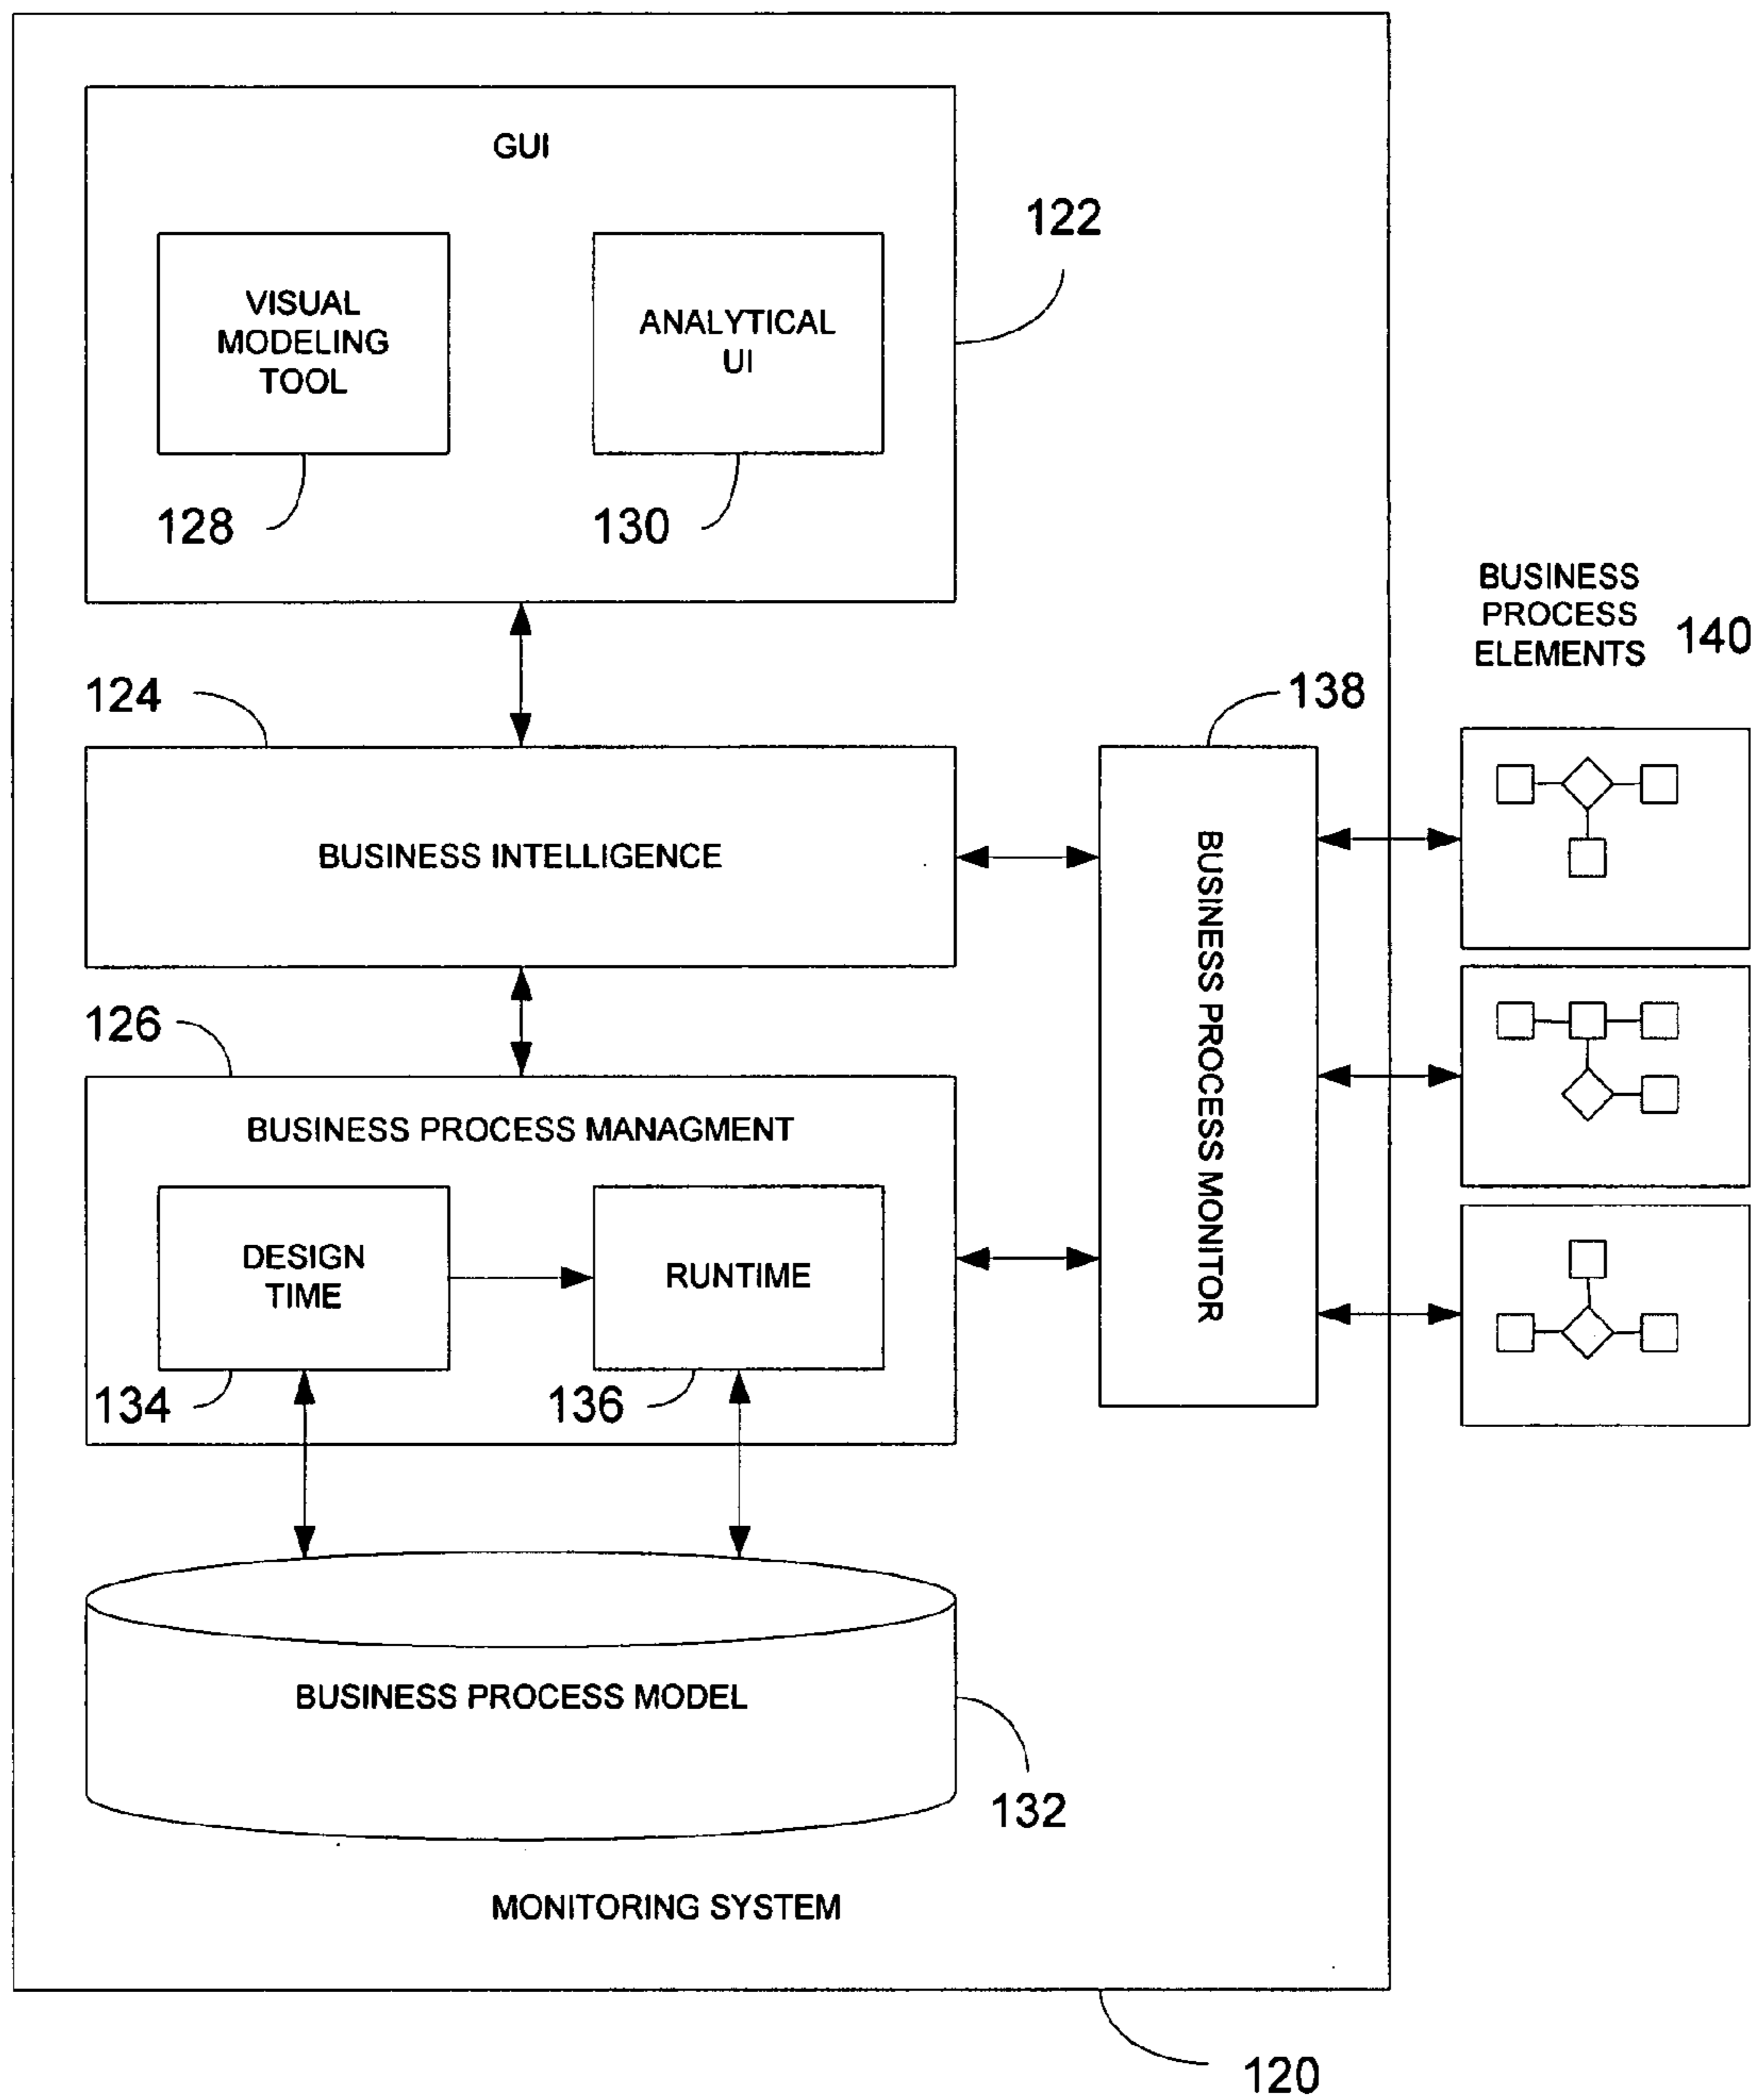 GUI
122
VISUAL
MODELING
TOOL
ANALYTICAL
UI
128
130
BUSINESS
PROCESS
ELEMENTS
140
124
138
BUSINESS INTELLIGENCE
BUSINESS PROCESS MONITOR
126
BUSINESS PROCESS MANAGMENT
DESIGN
TIME
RUNTIME
134
136
BUSINESS PROCESS MODEL
132
MONITORING SYSTEM
120